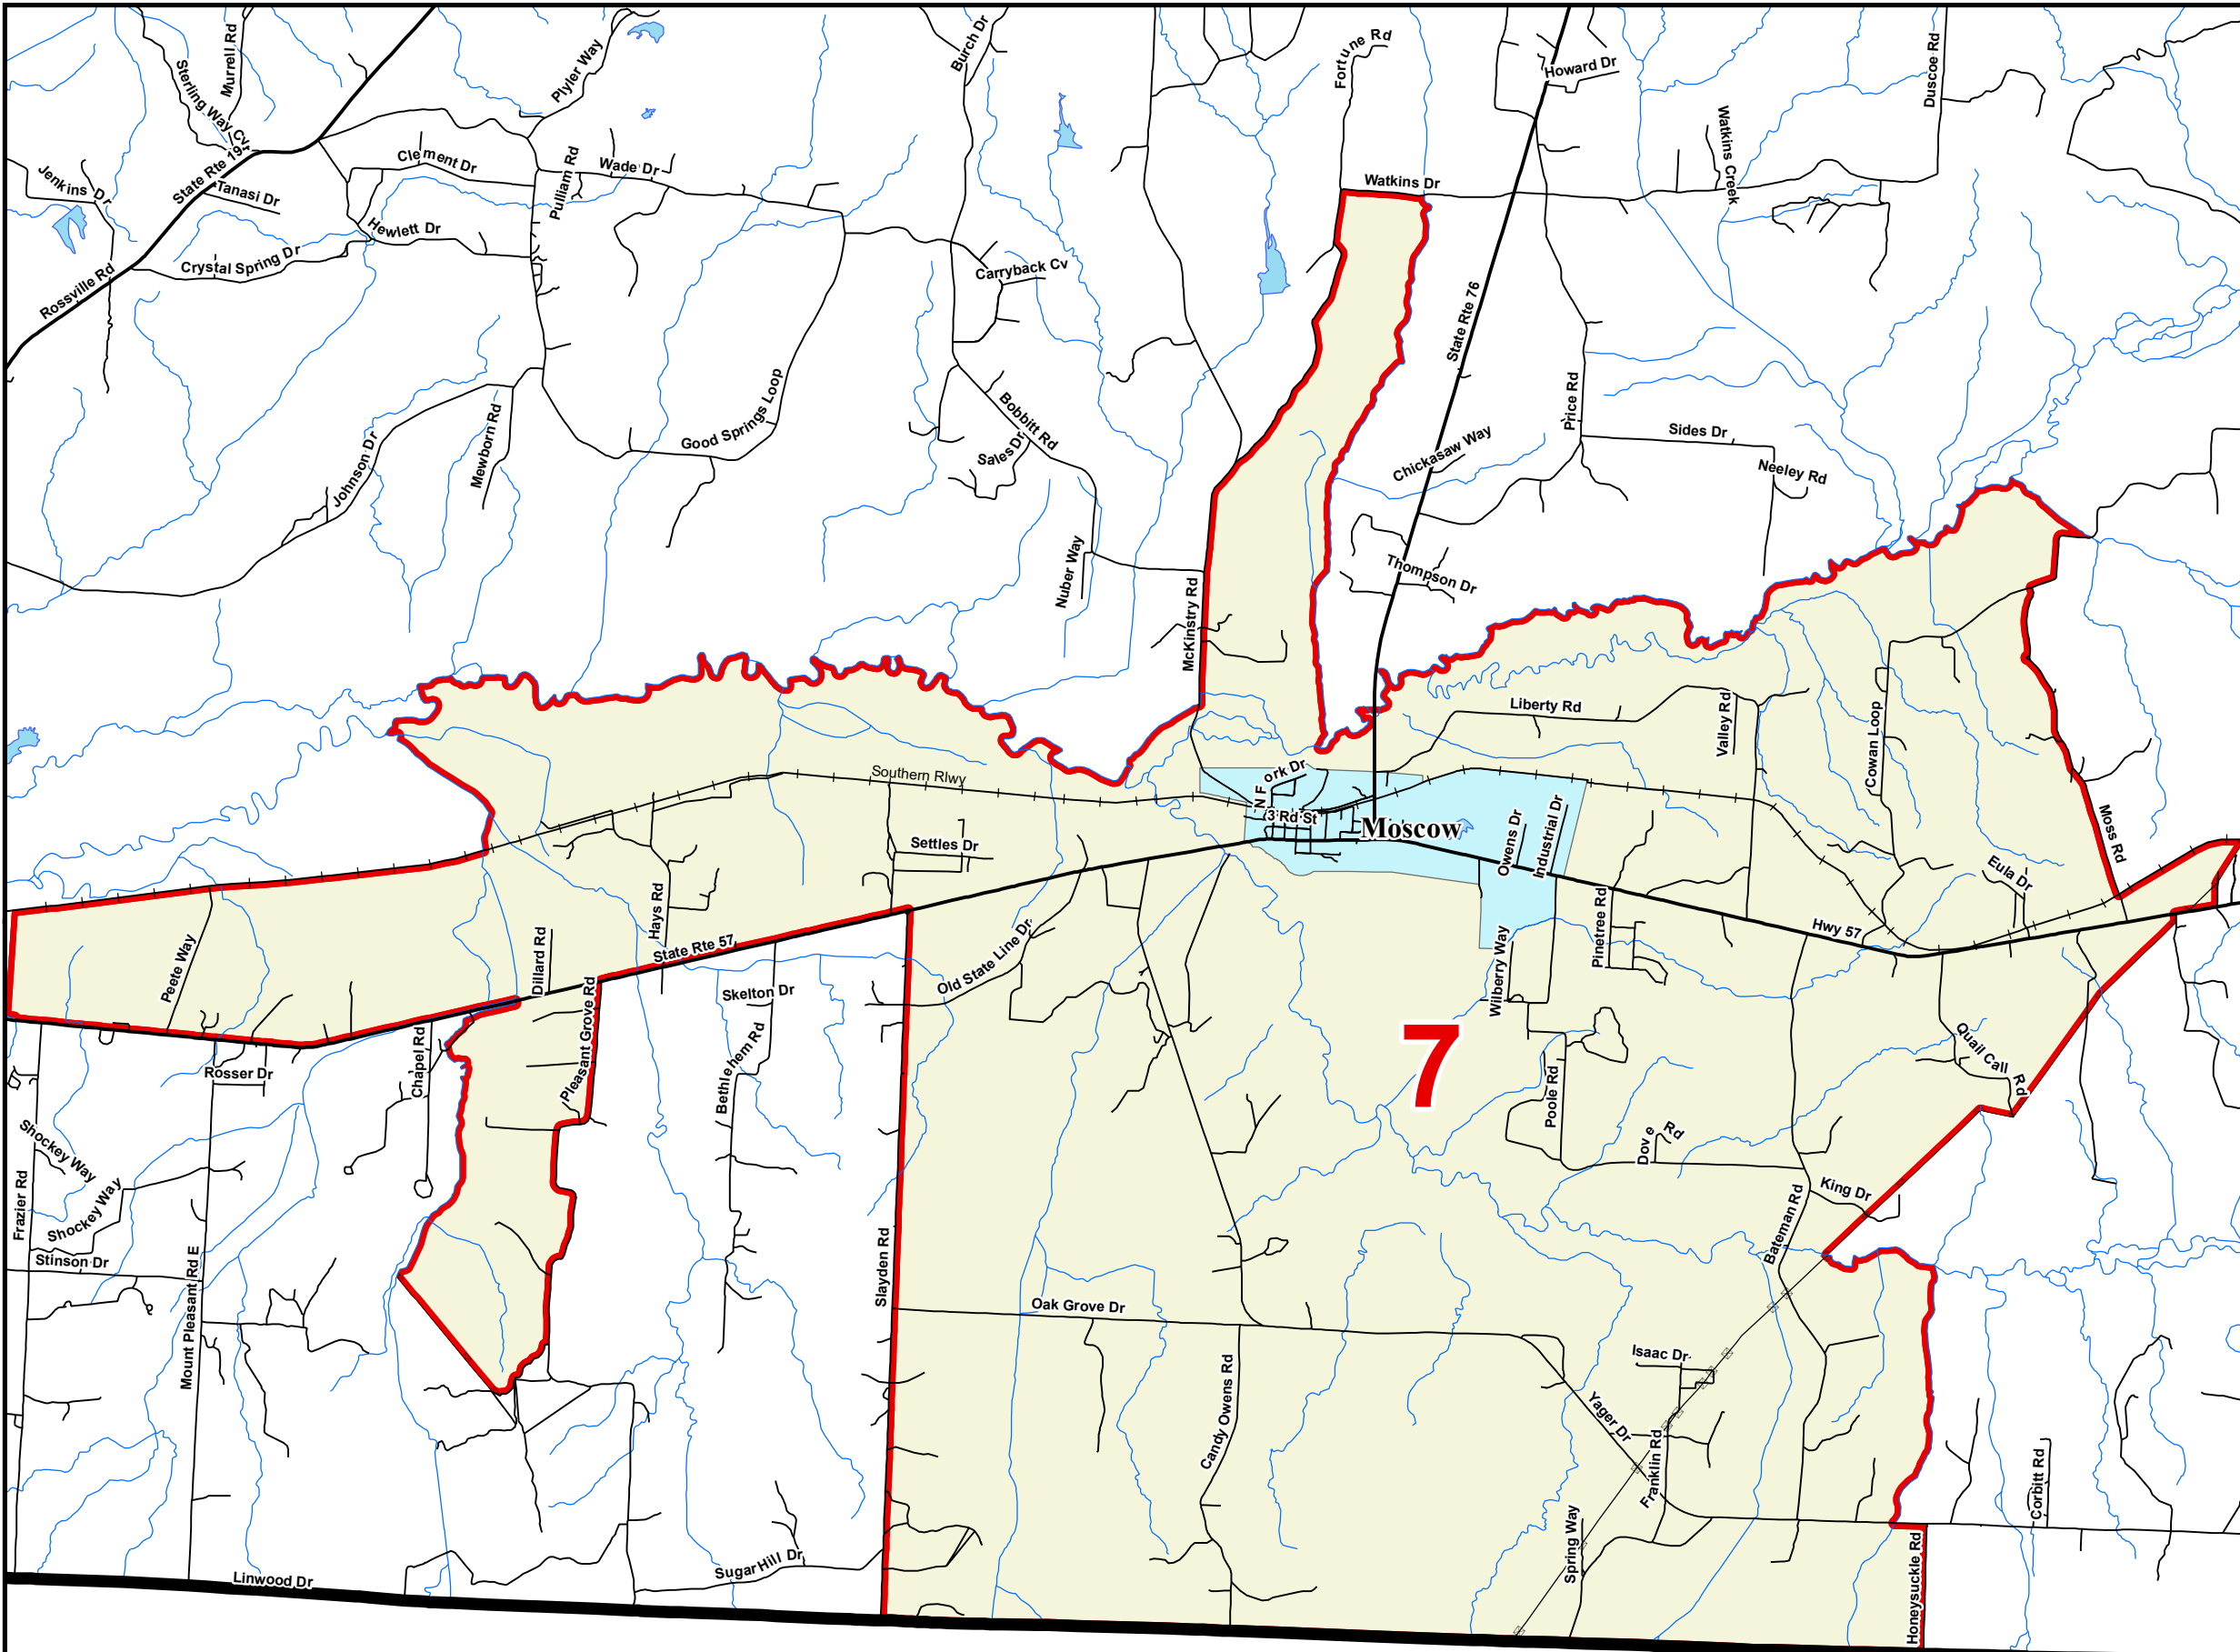 Murrell Rd
Sterling Way Cv
Plyler Way
Burch Dr
Fortune Rd
Howard Dr
Duscoe Rd
Jenkins Dr
State Rte 194
Tanasi Dr
Clement Dr
Pulliam Rd
Wade Dr
Watkins Dr
Watkins Creek
Hewlett Dr
Crystal Spring Dr
Rossville Rd
Carryback Cv
State Rte 76
Johnson Dr
Mewborn Rd
Good Springs Loop
Bobbitt Rd
Sales Dr
Chickasaw Way
Price Rd
Sides Dr
Neeley Rd
Nuber Way
McKinstry Rd
Thompson Dr
Liberty Rd
Valley Rd
Cowan Loop
Southern Rlwy
N Fork Dr
3 Rd St
Moscow
Owens Dr
Industrial Dr
Moss Rd
Settles Dr
Eula Dr
Hays Rd
State Rte 57
Hwy 57
Peete Way
Dillard Rd
Old State Line Dr
Wilberry Way
Pinetree Rd
Skelton Dr
Pleasant Grove Rd
Bethlehem Rd
7
Quail Call Rd
Rosser Dr
Chapel Rd
Poole Rd
Dove Rd
Shockey Way
Shockey Way
Frazier Rd
King Dr
Bateman Rd
Stinson Dr
Mount Pleasant Rd E
Slayden Rd
Oak Grove Dr
Isaac Dr
Candy Owens Rd
Yager Dr
Franklin Rd
Corbitt Rd
Spring Way
Honeysuckle Rd
Sugar Hill Dr
Linwood Dr